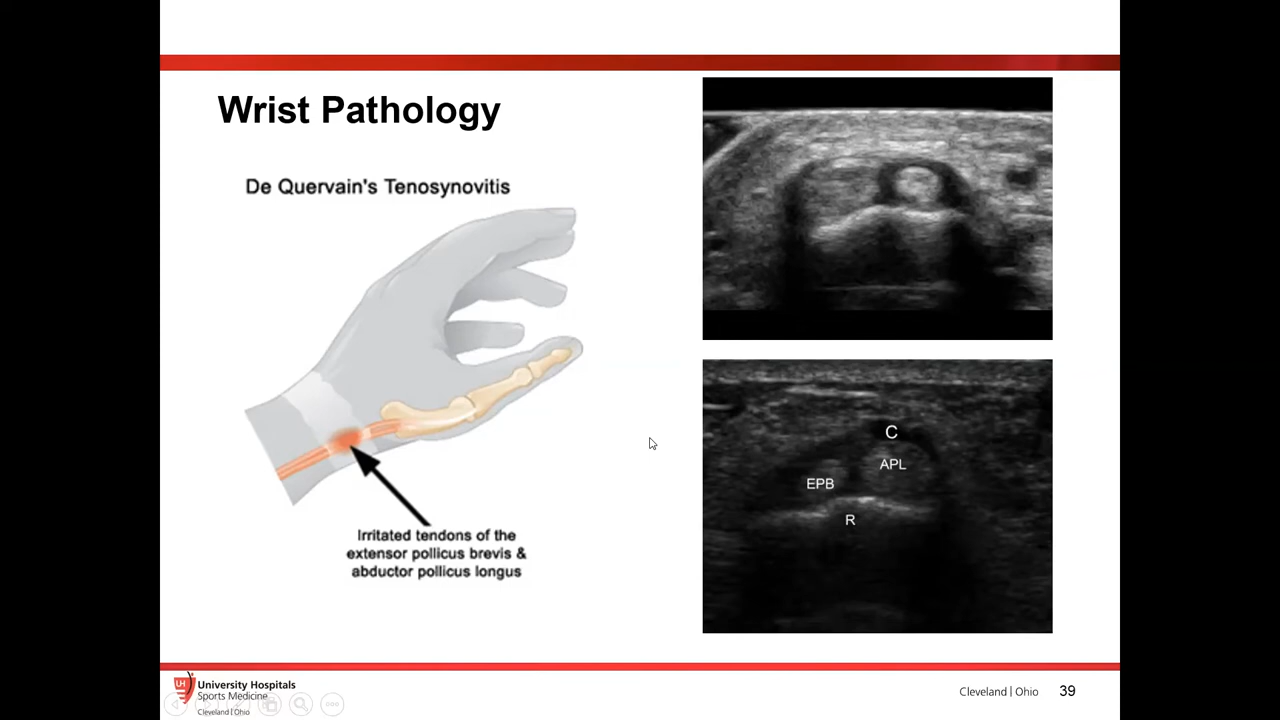 Wrist Pathology
De Quervain's Tenosynovitis
Irritated tendons of the
extensor pollicus brevis &
abductor pollicus longus
C
APL
EPB
R
UH
University Hospitals
Sports Medicine
Cleveland | Ohio
Cleveland | Ohio
39